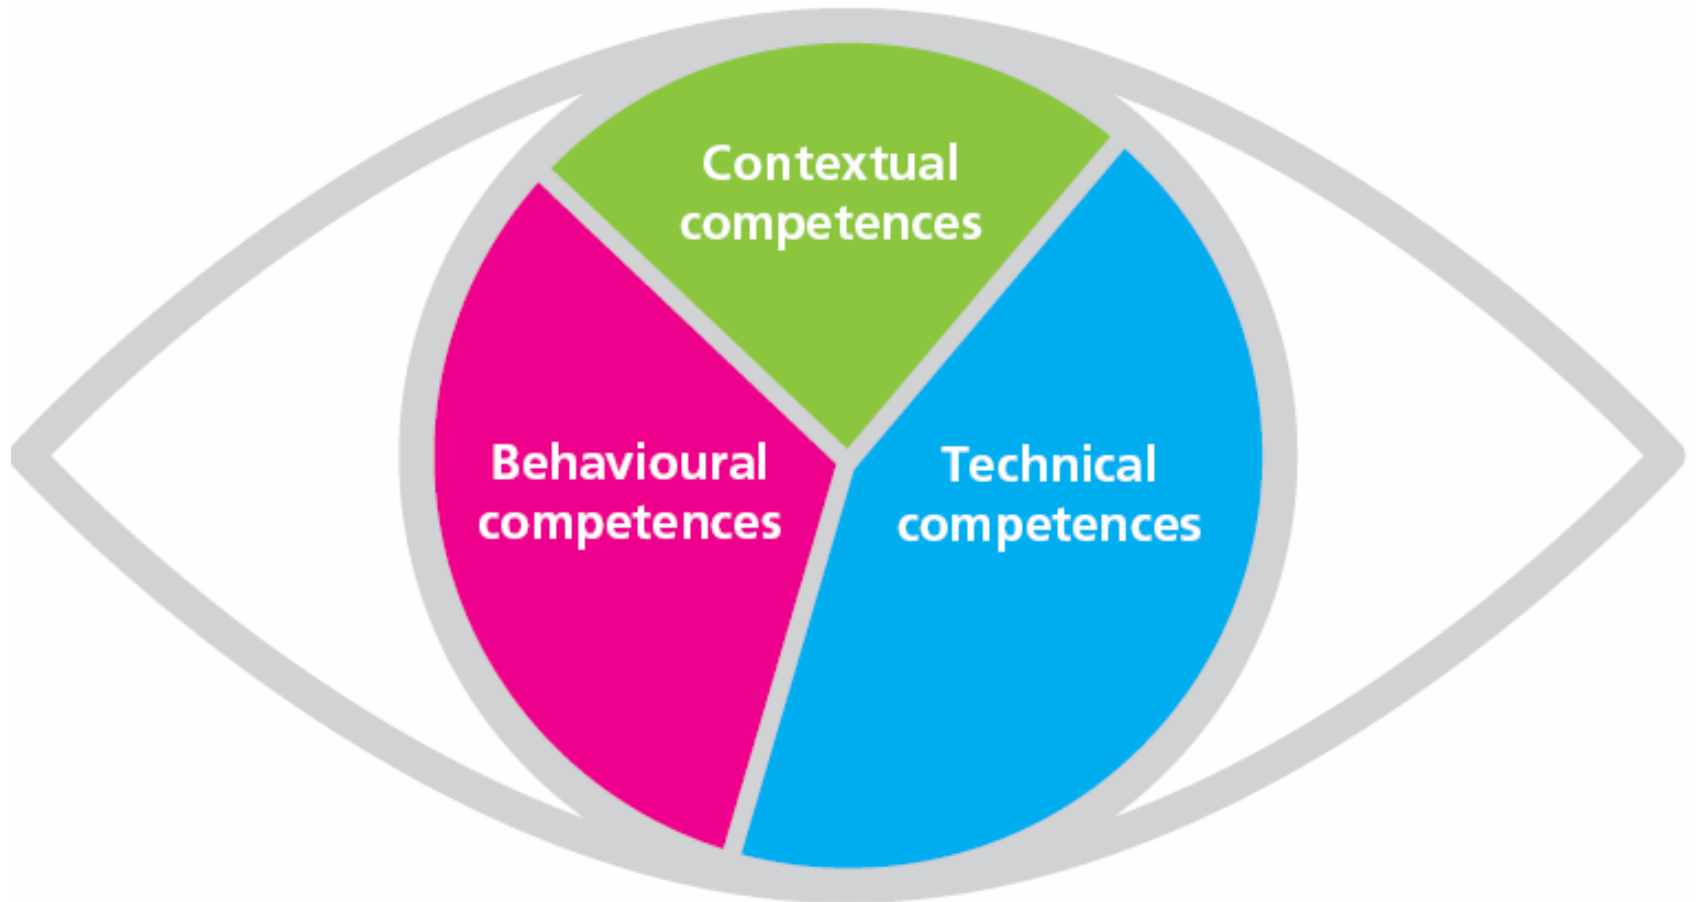 Contextual
competences
Behavioural
competences
Technical
competences